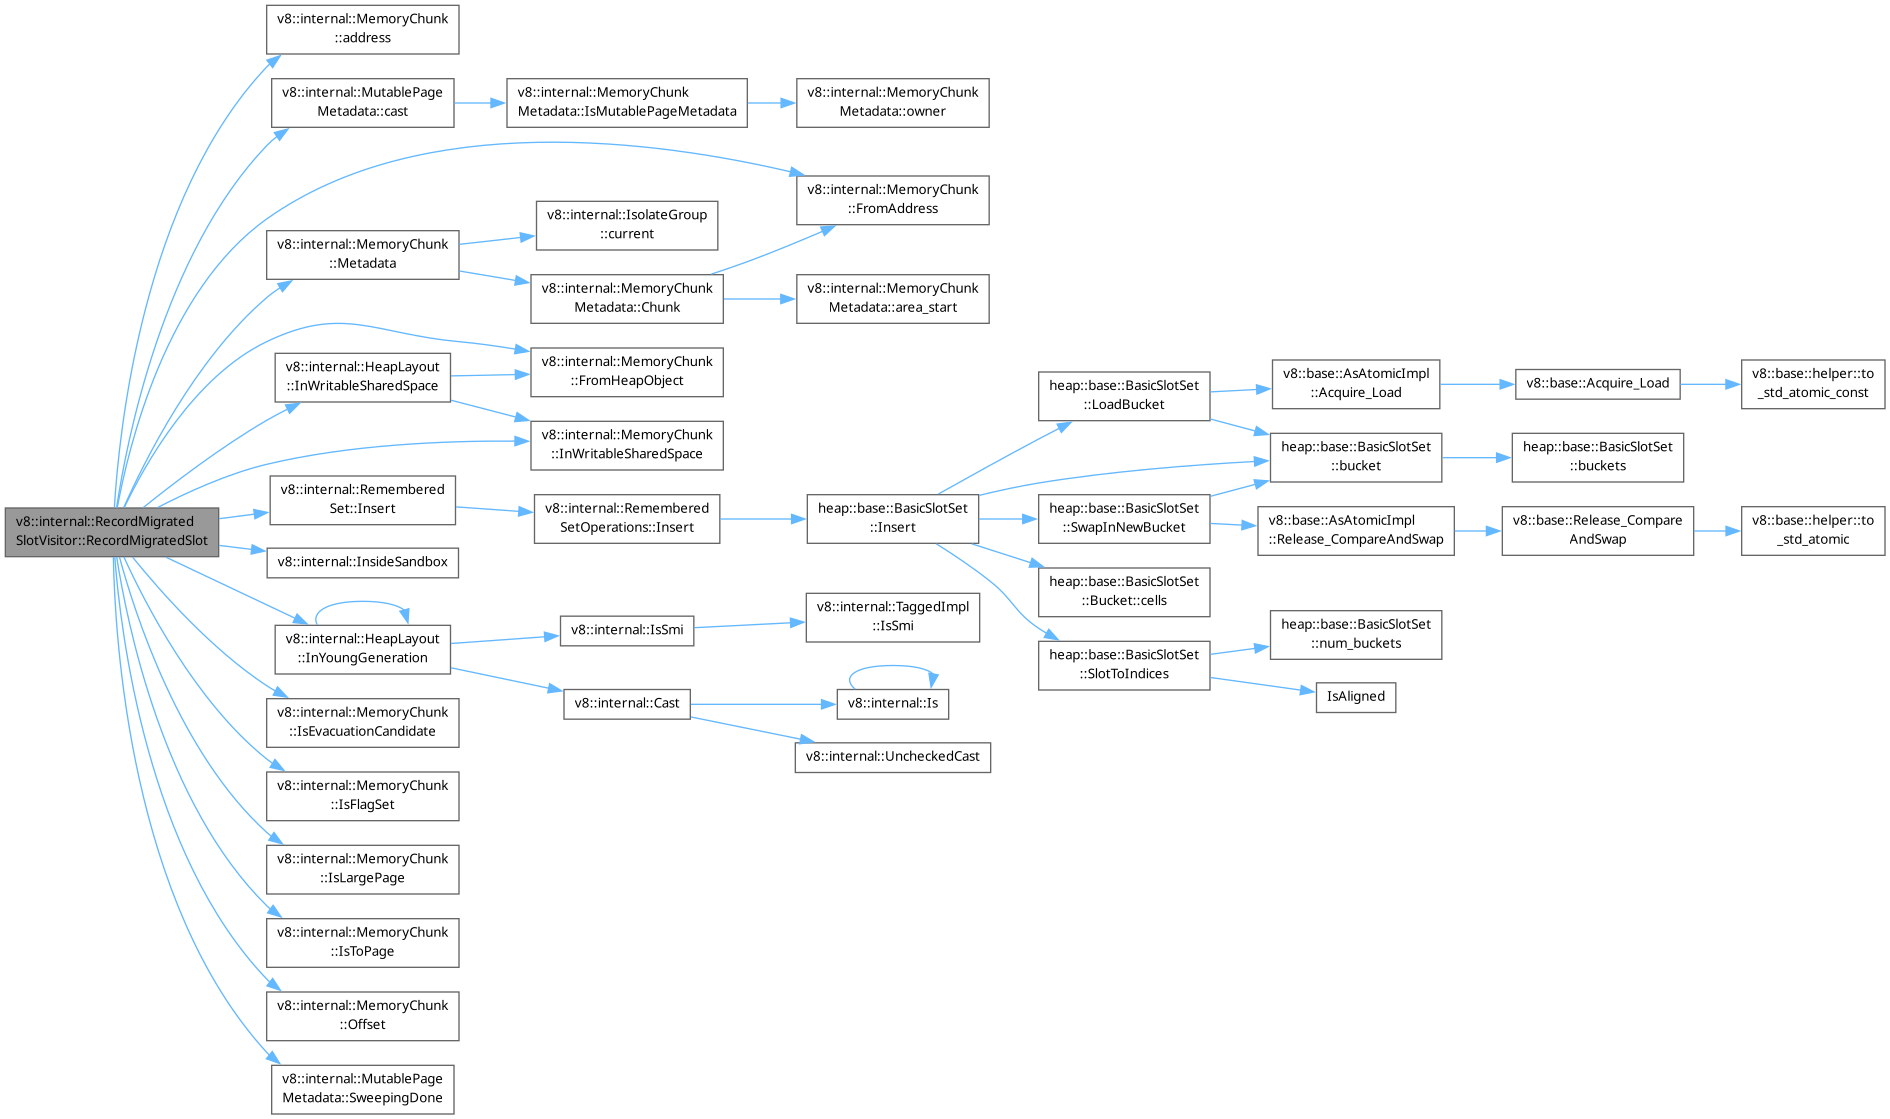 v8::internal::MemoryChunk
::address
v8::internal::MutablePage
Metadata::cast
v8::internal::MemoryChunk
Metadata::IsMutablePageMetadata
v8::internal::MemoryChunk
Metadata::owner
v8::internal::MemoryChunk
::FromAddress
v8::internal::IsolateGroup
::current
v8::internal::MemoryChunk
::Metadata
v8::internal::MemoryChunk
Metadata::Chunk
v8::internal::MemoryChunk
Metadata::area_start
v8::internal::HeapLayout
::InWritableSharedSpace
v8::internal::MemoryChunk
::FromHeapObject
v8::internal::MemoryChunk
::InWritableSharedSpace
heap::base::BasicSlotSet
::LoadBucket
v8::base::AsAtomicImpl
::Acquire_Load
v8::base::Acquire_Load
v8::base::helper::to
_std_atomic_const
heap::base::BasicSlotSet
::bucket
heap::base::BasicSlotSet
::buckets
v8::internal::RecordMigrated
SlotVisitor::RecordMigratedSlot
v8::internal::Remembered
Set::Insert
v8::internal::Remembered
SetOperations::Insert
heap::base::BasicSlotSet
::Insert
heap::base::BasicSlotSet
::SwapInNewBucket
v8::base::AsAtomicImpl
::Release_CompareAndSwap
v8::base::Release_Compare
AndSwap
v8::base::helper::to
_std_atomic
v8::internal::InsideSandbox
heap::base::BasicSlotSet
::Bucket::cells
v8::internal::HeapLayout
::InYoungGeneration
v8::internal::IsSmi
v8::internal::TaggedImpl
::IsSmi
heap::base::BasicSlotSet
::SlotToIndices
heap::base::BasicSlotSet
::num_buckets
IsAligned
v8::internal::Cast
v8::internal::Is
v8::internal::UncheckedCast
v8::internal::MemoryChunk
::IsEvacuationCandidate
v8::internal::MemoryChunk
::IsFlagSet
v8::internal::MemoryChunk
::IsLargePage
v8::internal::MemoryChunk
::IsToPage
v8::internal::MemoryChunk
::Offset
v8::internal::MutablePage
Metadata::SweepingDone